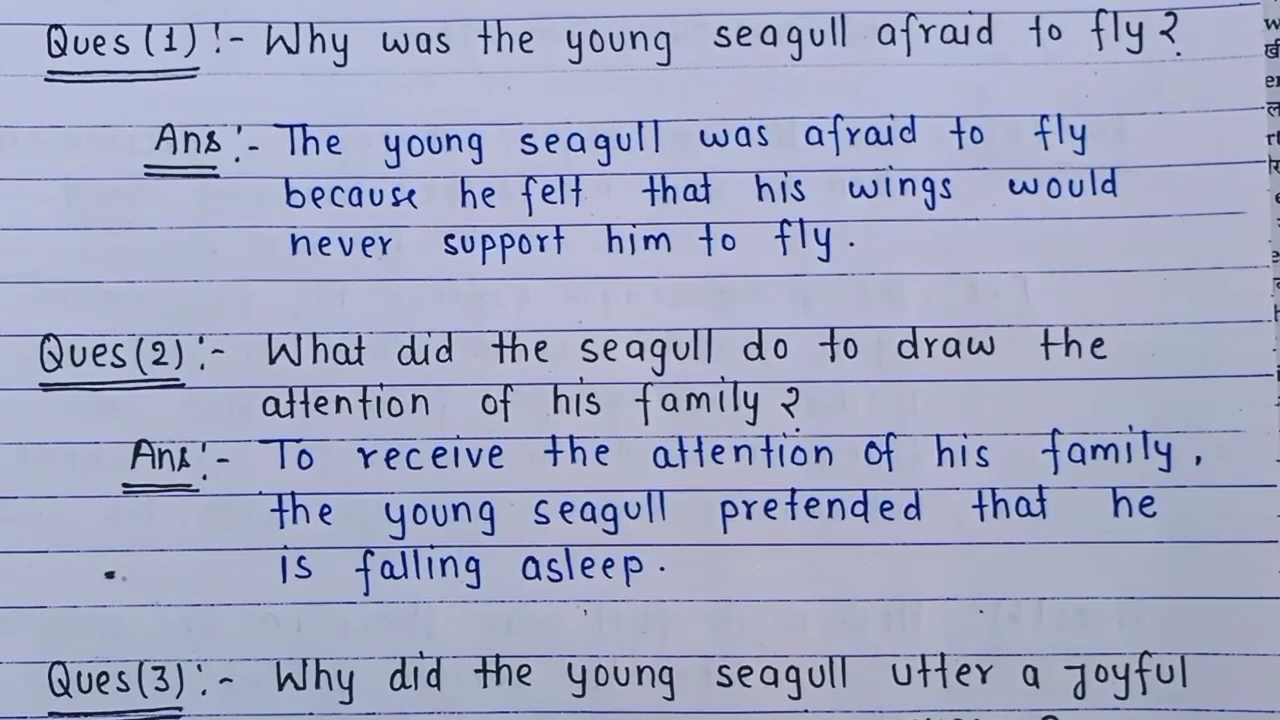 Ques (1) :- Why was the young seagull afraid to fly?
Ans :- The young seagull was afraid to fly
because he felt that his wings would
never support him to fly.
Ques(2) :- What did the seagull do to draw the
attention of his family?
Ans :- To receive the attention of his family,
the young seagull pretended that he
is falling asleep.
Ques(3) :- Why did the young seagull utter a joyful